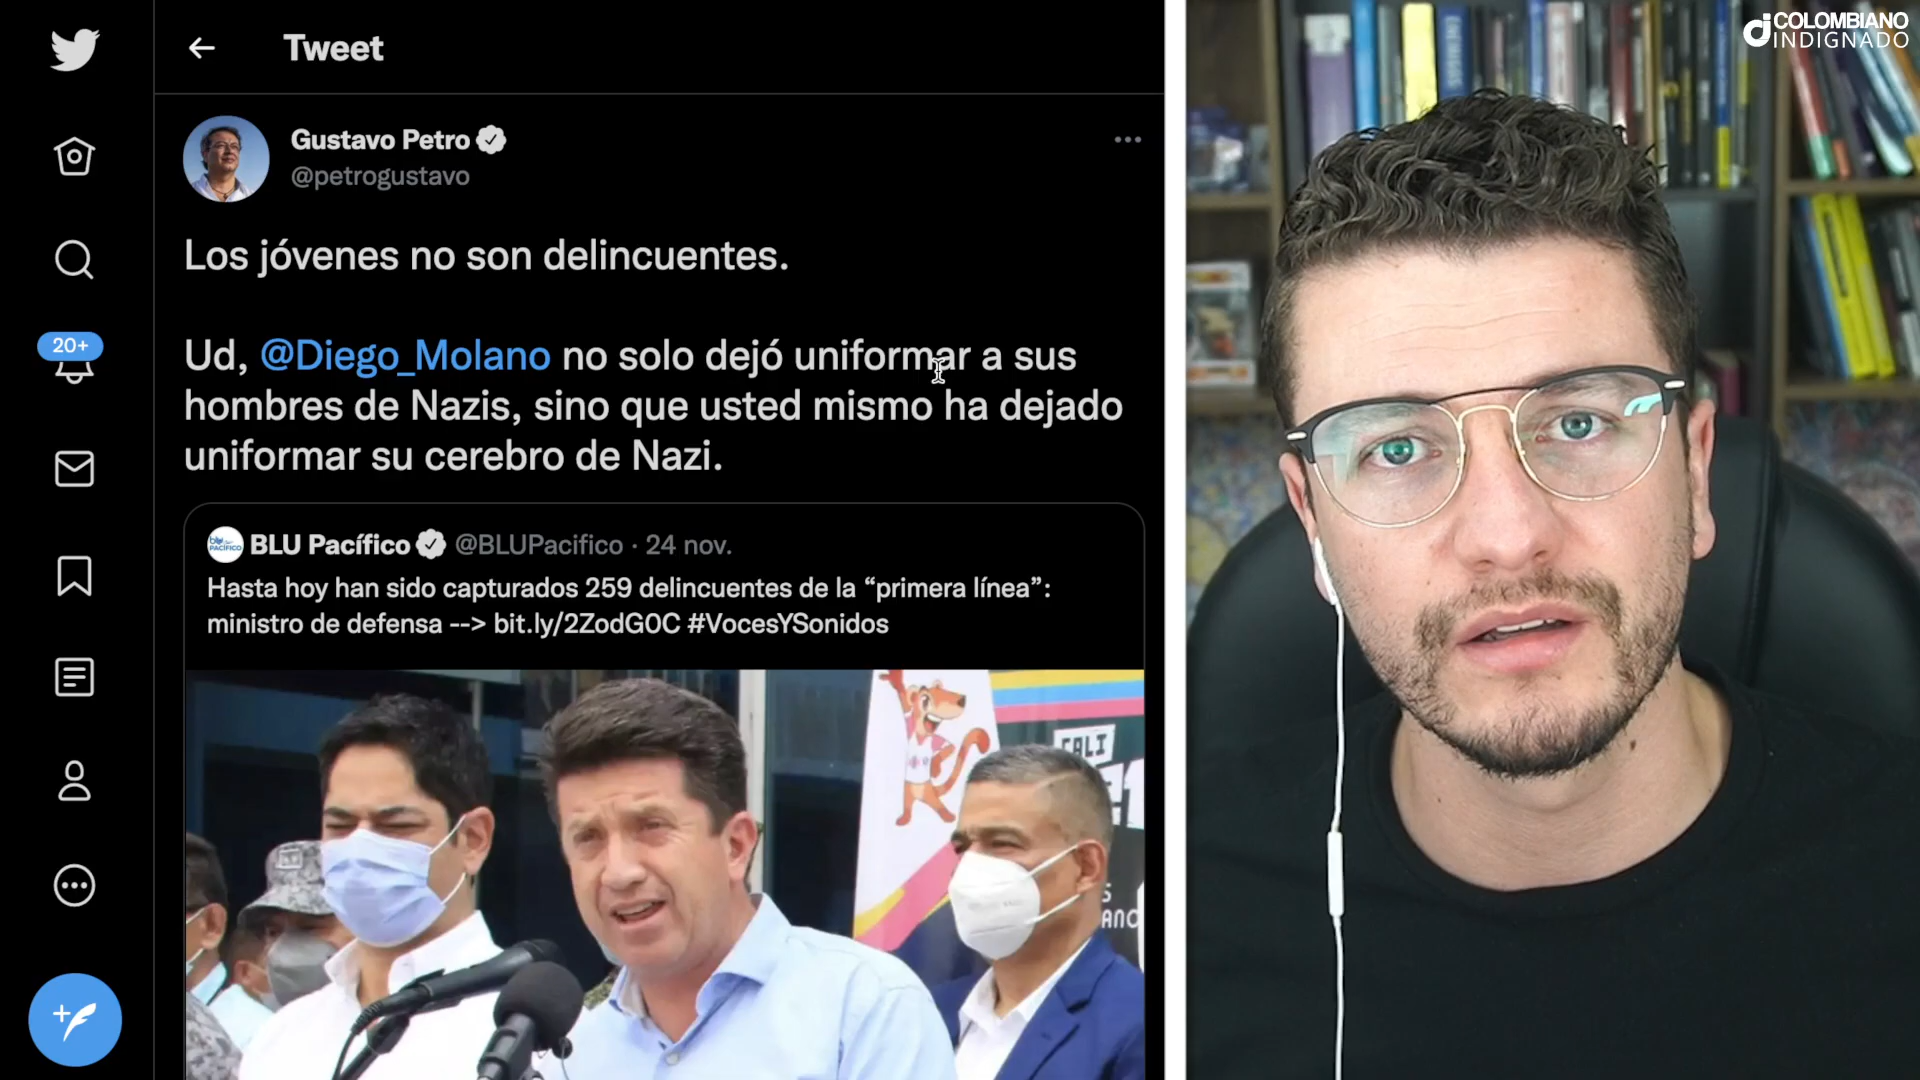 Tweet
Gustavo Petro
@petrogustavo
Los jóvenes no son delincuentes.
Ud, @Diego_Molano no solo dejó uniformar a sus
hombres de Nazis, sino que usted mismo ha dejado
uniformar su cerebro de Nazi.
BLU Pacífico @BLUPacifico · 24 nov.
Hasta hoy han sido capturados 259 delincuentes de la “primera línea”:
ministro de defensa --> bit.ly/2ZodG0C #VocesYSonidos
20+
CALI
COLOMBIANO
INDIGNADO